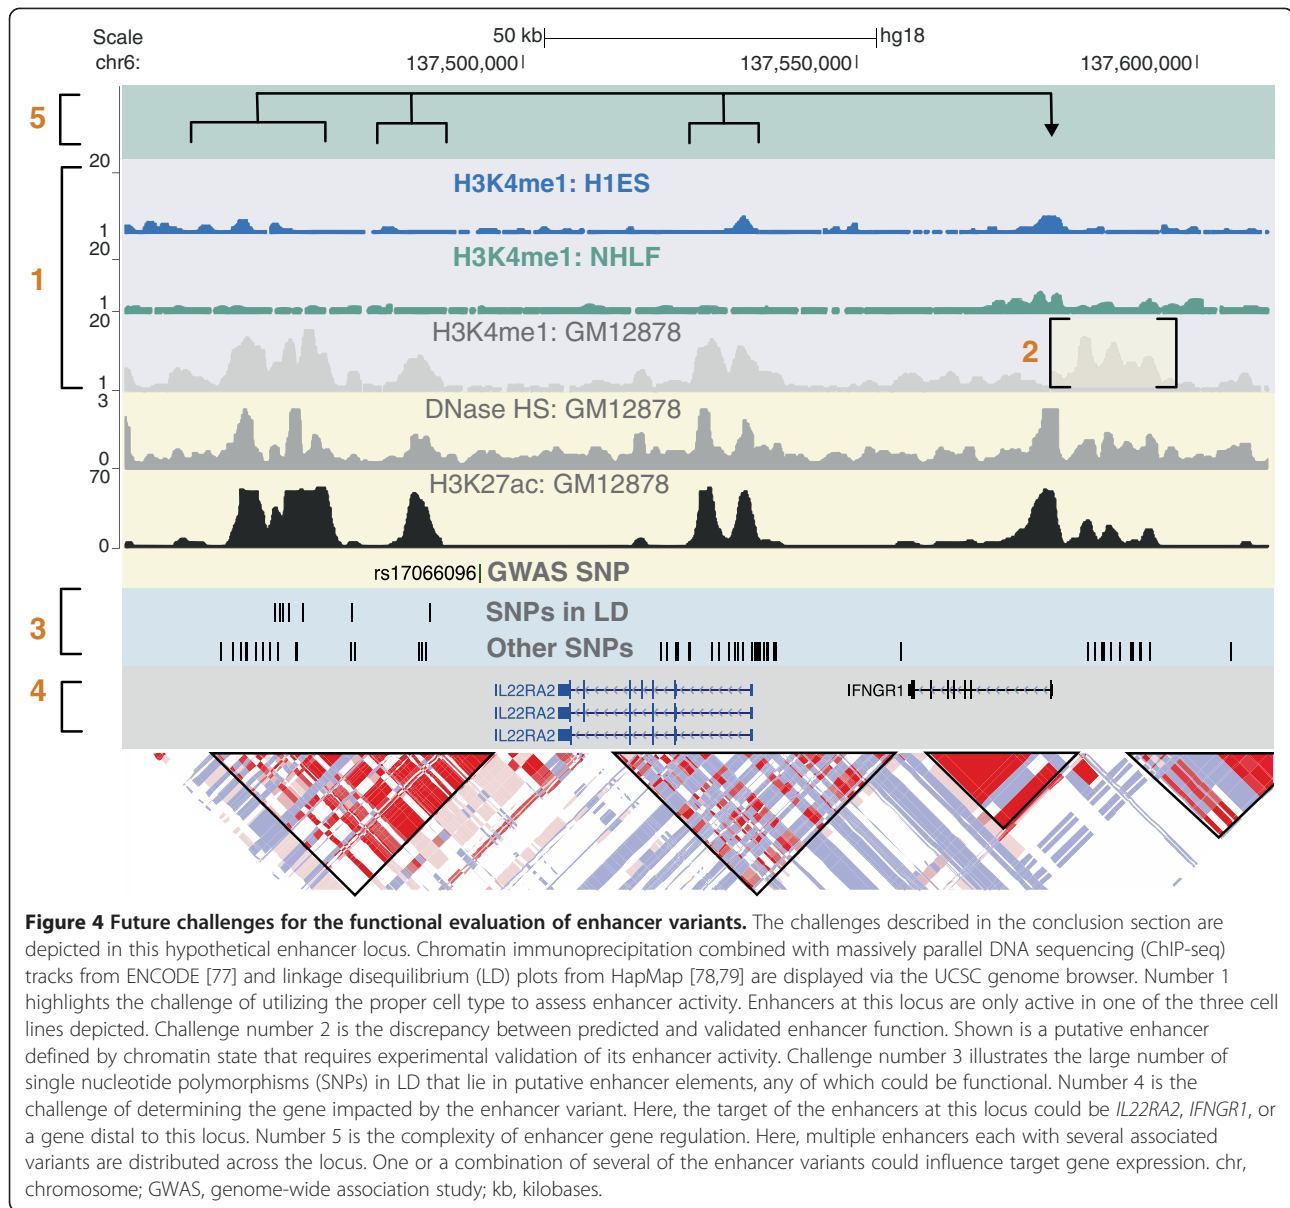 Scale 50 kb hg18
chr6: 137,500,000 137,550,000 137,600,000
5
20
H3K4me1: H1ES
1
20
H3K4me1: NHLF
1
1
20
H3K4me1: GM12878
2
1
3
DNase HS: GM12878
0
70
H3K27ac: GM12878
0
rs17066096 GWAS SNP
SNPs in LD
3
Other SNPs
4
IL22RA2 IFNGR1
IL22RA2
IL22RA2
Figure 4 Future challenges for the functional evaluation of enhancer variants. The challenges described in the conclusion section are
depicted in this hypothetical enhancer locus. Chromatin immunoprecipitation combined with massively parallel DNA sequencing (ChIP-seq)
tracks from ENCODE [77] and linkage disequilibrium (LD) plots from HapMap [78,79] are displayed via the UCSC genome browser. Number 1
highlights the challenge of utilizing the proper cell type to assess enhancer activity. Enhancers at this locus are only active in one of the three cell
lines depicted. Challenge number 2 is the discrepancy between predicted and validated enhancer function. Shown is a putative enhancer
defined by chromatin state that requires experimental validation of its enhancer activity. Challenge number 3 illustrates the large number of
single nucleotide polymorphisms (SNPs) in LD that lie in putative enhancer elements, any of which could be functional. Number 4 is the
challenge of determining the gene impacted by the enhancer variant. Here, the target of the enhancers at this locus could be IL22RA2, IFNGR1, or
a gene distal to this locus. Number 5 is the complexity of enhancer gene regulation. Here, multiple enhancers each with several associated
variants are distributed across the locus. One or a combination of several of the enhancer variants could influence target gene expression. chr,
chromosome; GWAS, genome-wide association study; kb, kilobases.